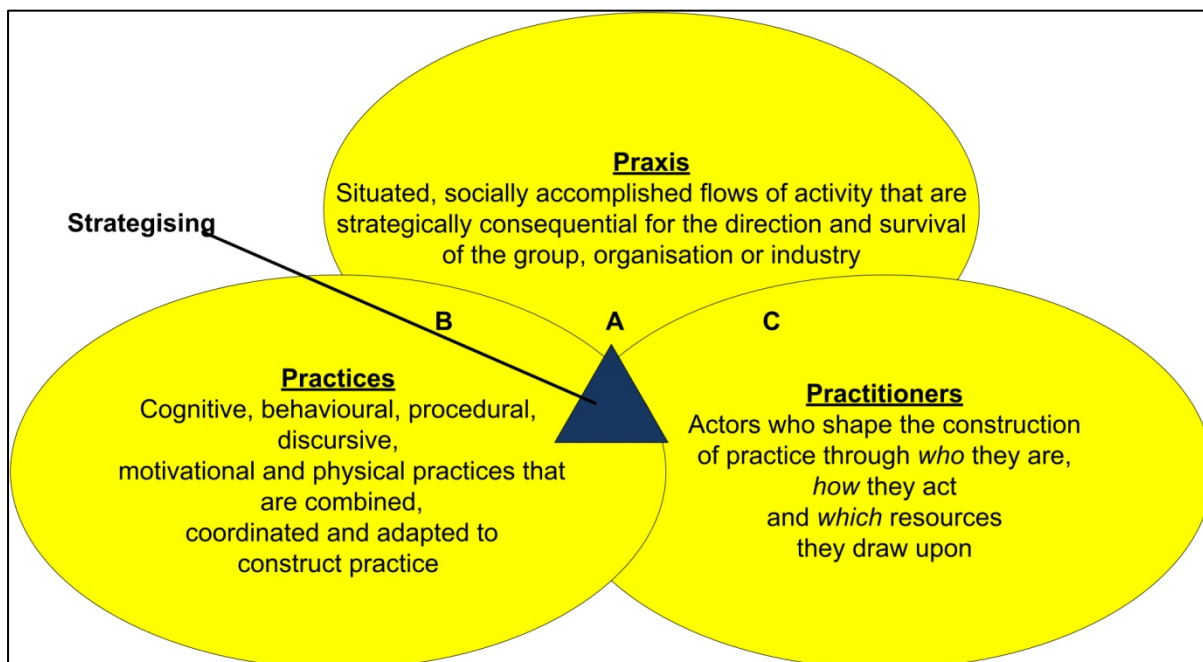 Praxis
Situated, socially accomplished flows of activity that are
strategically consequential for the direction and survival
of the group, organisation or industry
Strategising
B
A
C
Practices
Cognitive, behavioural, procedural,
discursive,
motivational and physical practices that
are combined,
coordinated and adapted to
construct practice
Practitioners
Actors who shape the construction
of practice through who they are,
how they act
and which resources
they draw upon